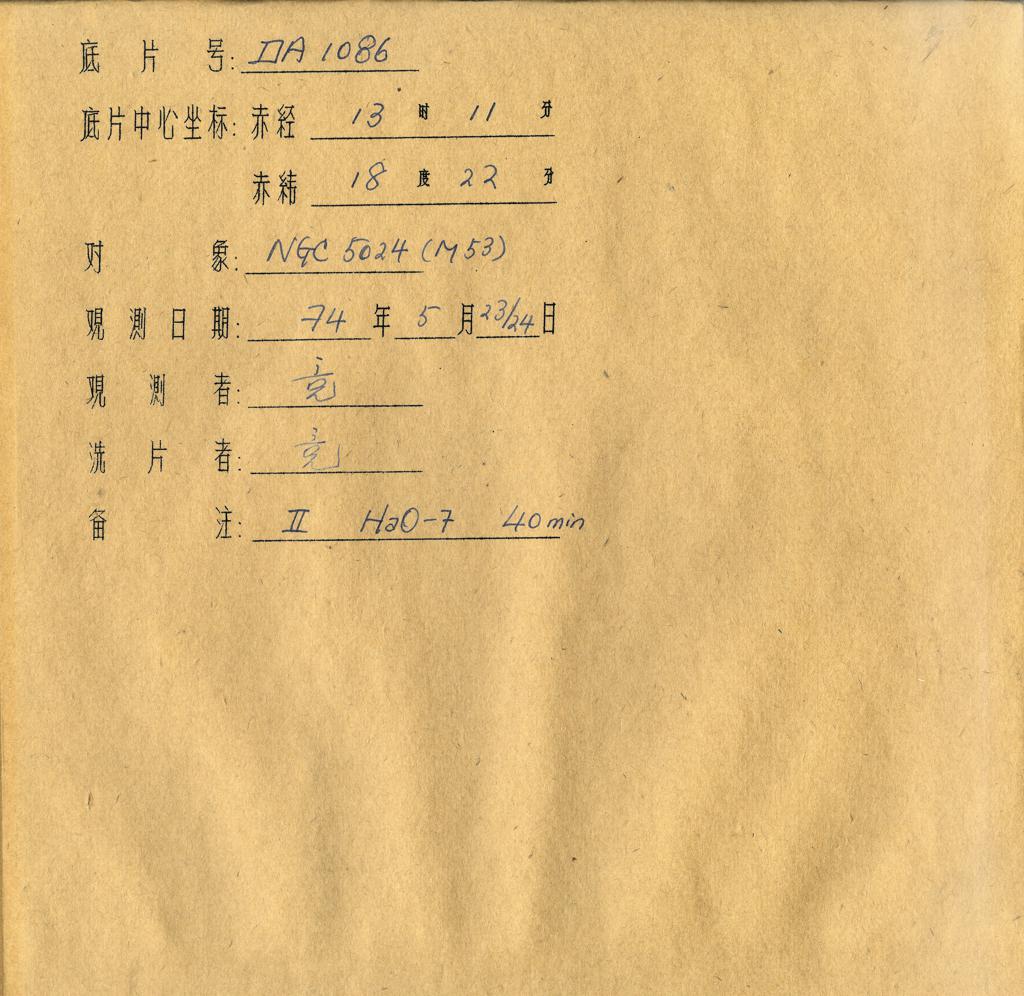 底片号: DA 1086
底片中心坐标: 赤经 13 时 11 分
赤纬 18 度 22 分
对象: NGC 5024 (M53)
观测日期: 74 年 5 月 23/24 日
观测者: 竞
洗片者: 竞
备注: II HaO-7 40min